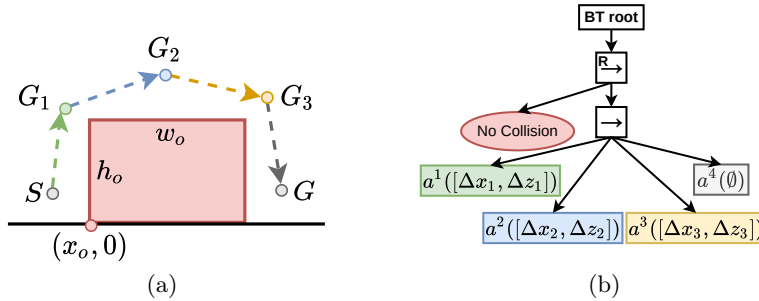 G₂
G₁
G₃
wₒ
hₒ
S
G
(xₒ, 0)
(a)
BT root
R
→
No Collision
→
a¹([Δx₁, Δz₁])
a⁴(∅)
a²([Δx₂, Δz₂])
a³([Δx₃, Δz₃])
(b)